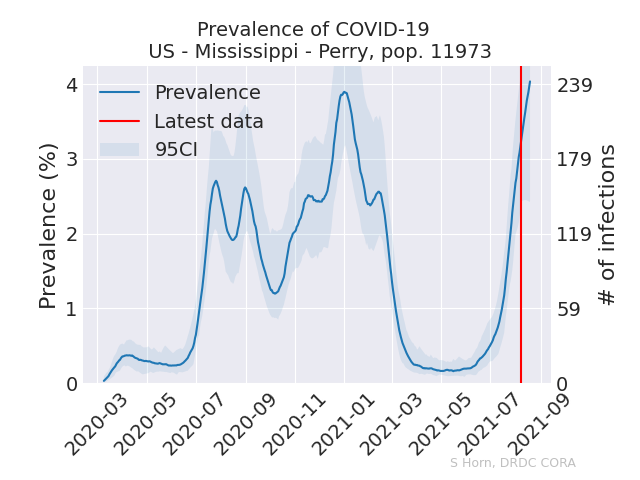 Prevalence of COVID-19
US - Mississippi - Perry, pop. 11973
Prevalence
Latest data
95CI
Prevalence (%)
4
3
2
1
0
239
179
119
59
0
# of infections
2020-03
2020-05
2020-07
2020-09
2020-11
2021-01
2021-03
2021-05
2021-07
2021-09
S Horn, DRDC CORA